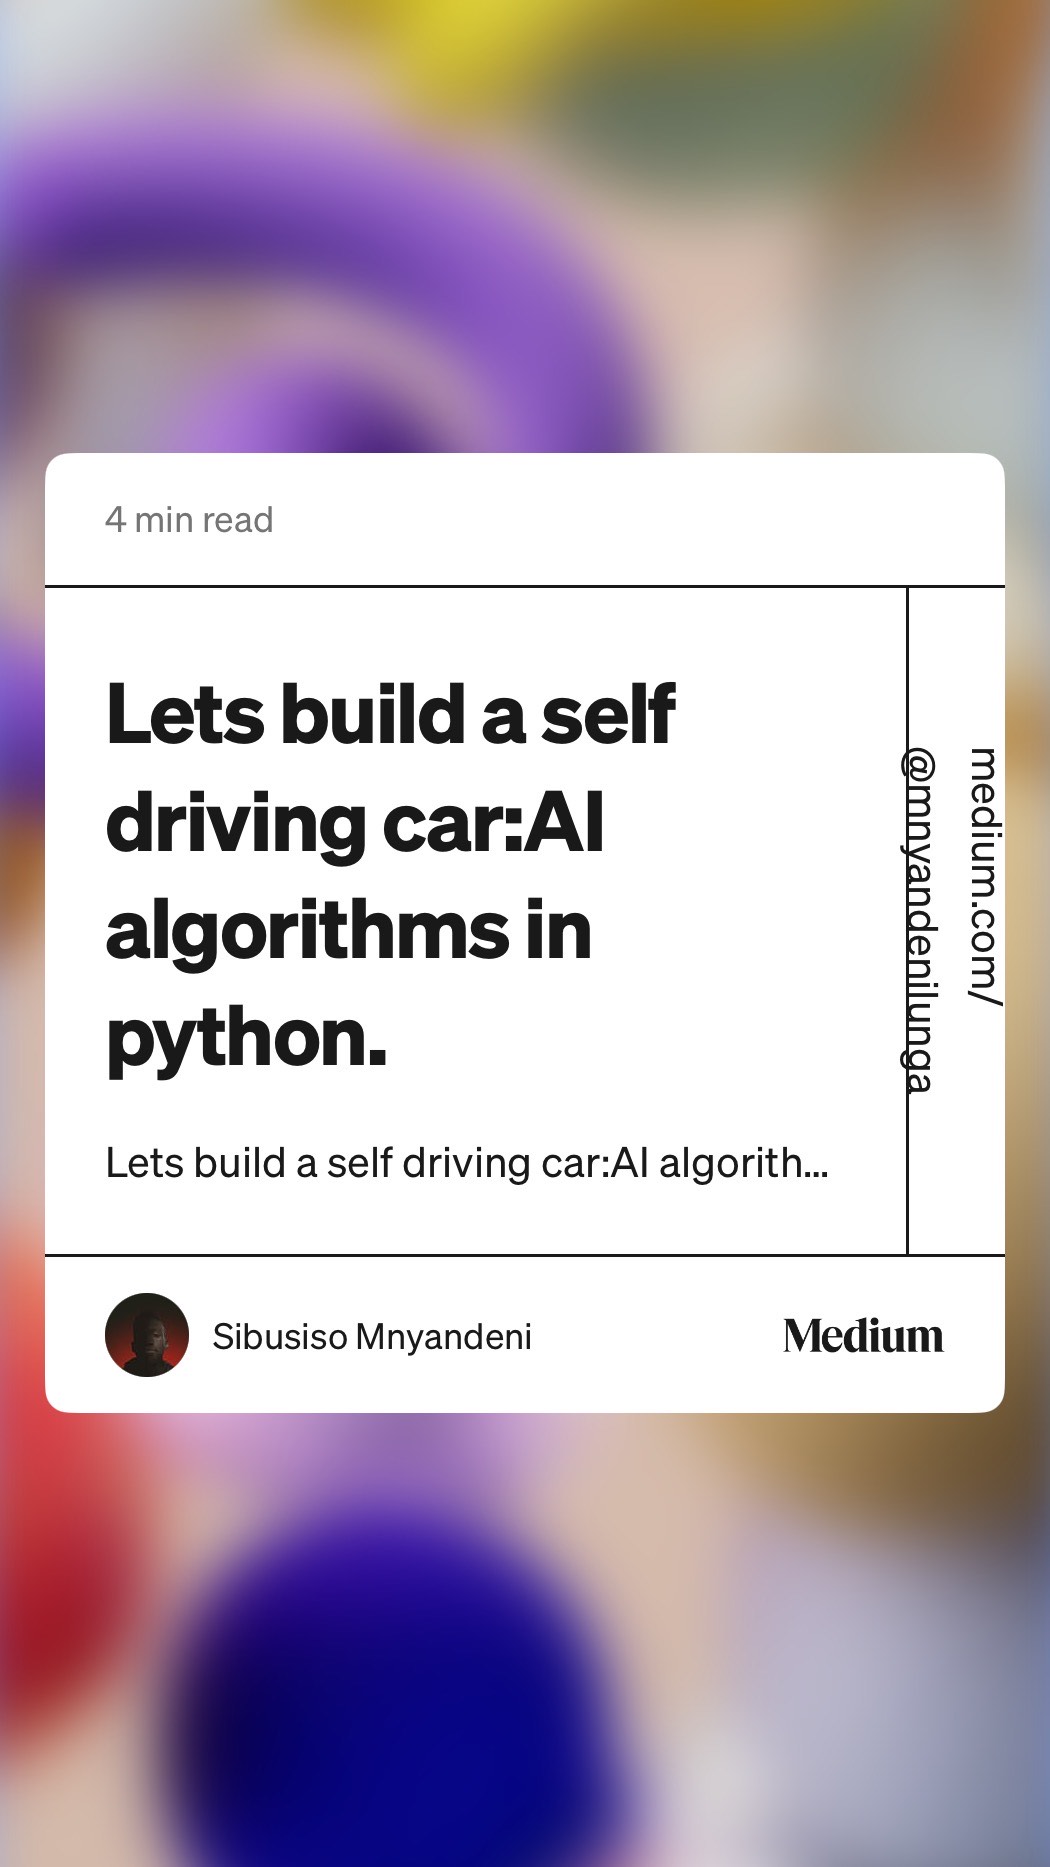 4 min read
Lets build a self
driving car:AI
algorithms in
python.
Lets build a self driving car:AI algorith...
medium.com/
@mnyandenilunga
Sibusiso Mnyandeni
Medium